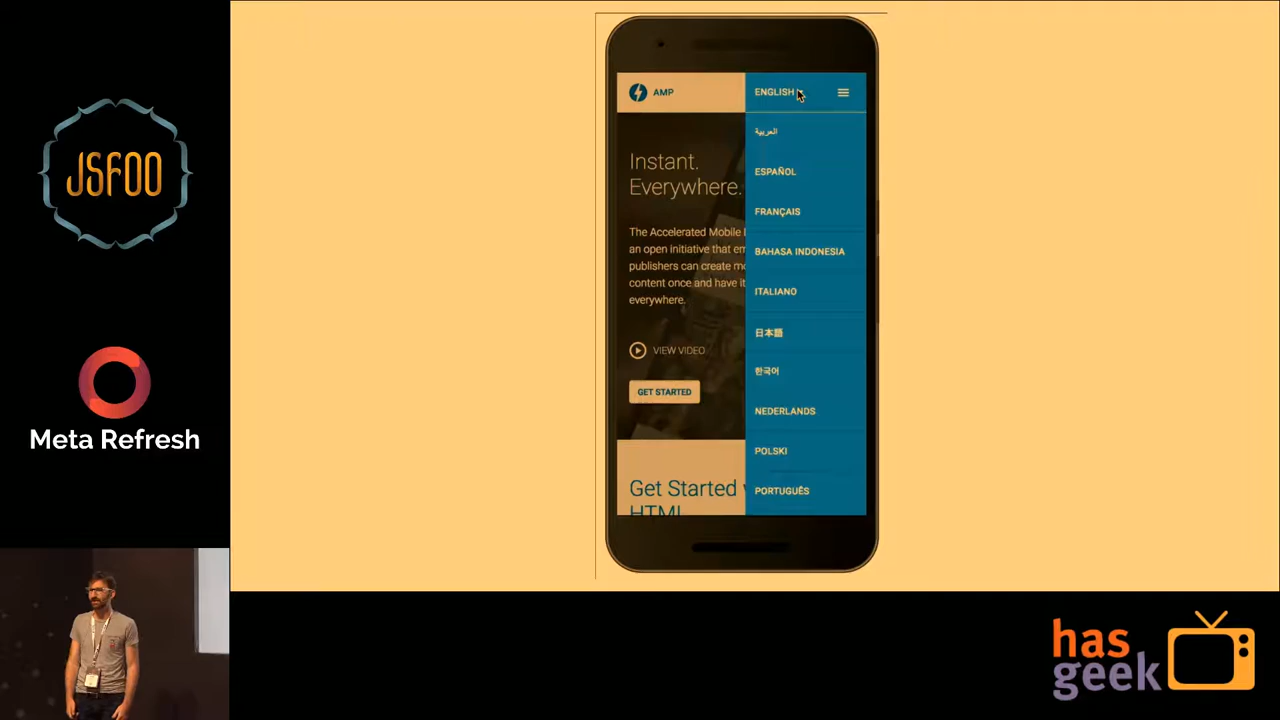 JSFOO
Meta Refresh
AMP
ENGLISH
Instant.
Everywhere.
The Accelerated Mobile
an open initiative that
publishers can create
content once and have
everywhere.
VIEW VIDEO
GET STARTED
Get Started
HTML
العربية
ESPAÑOL
FRANÇAIS
BAHASA INDONESIA
ITALIANO
日本語
한국어
NEDERLANDS
POLSKI
PORTUGUÊS
has
geek